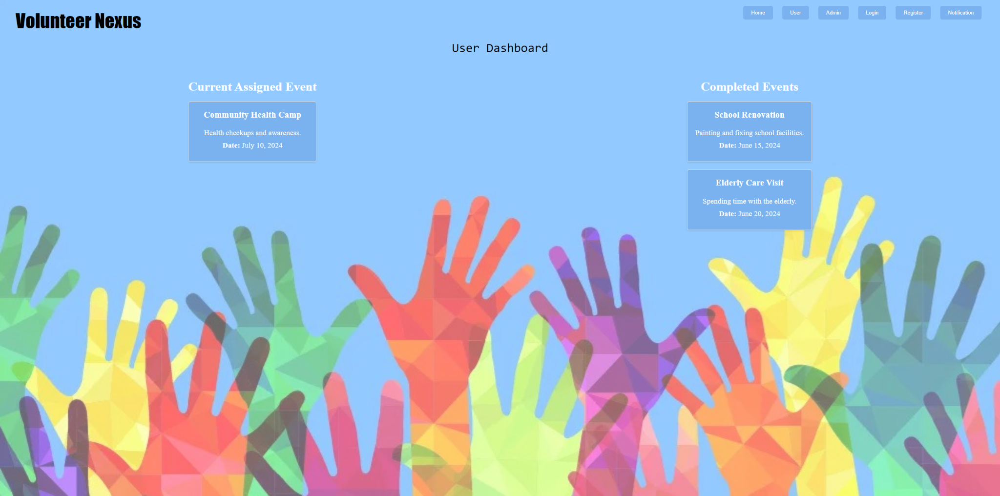 Volunteer Nexus
Home
User
Admin
Login
Register
Notification
User Dashboard
Current Assigned Event
Community Health Camp
Health checkups and awareness.
Date: July 10, 2024
Completed Events
School Renovation
Painting and fixing school facilities.
Date: June 15, 2024
Elderly Care Visit
Spending time with the elderly.
Date: June 20, 2024